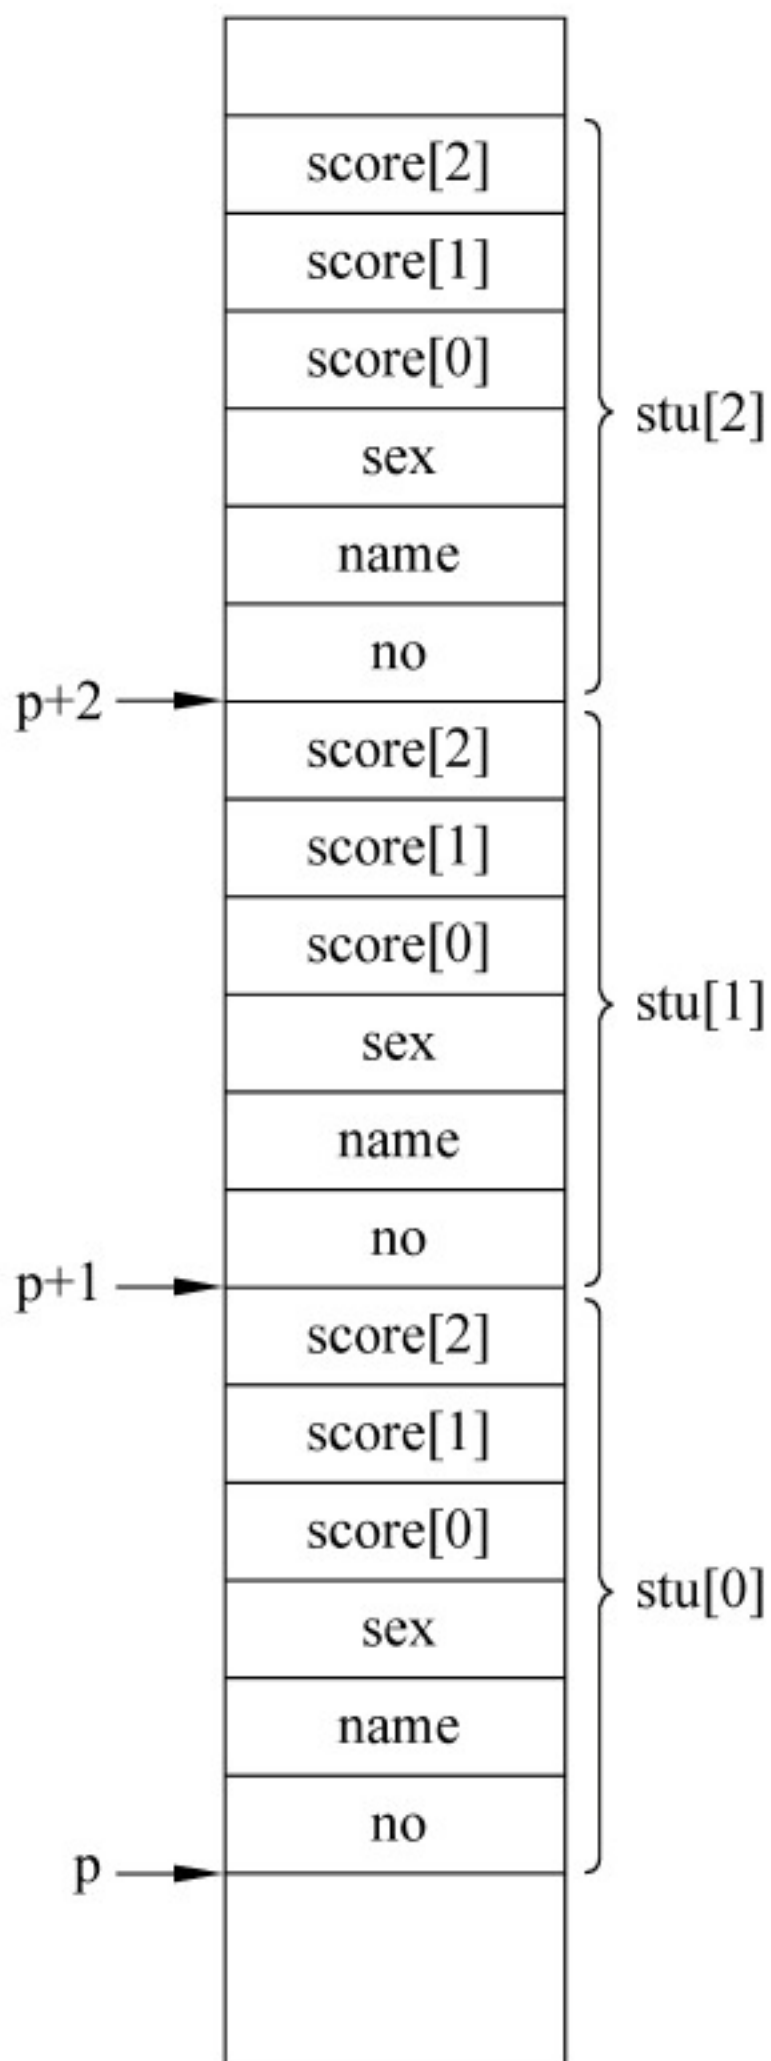 score[2]
score[1]
score[0]
stu[2]
sex
name
no
p+2
score[2]
score[1]
score[0]
stu[1]
sex
name
no
p+1
score[2]
score[1]
score[0]
stu[0]
sex
name
no
p